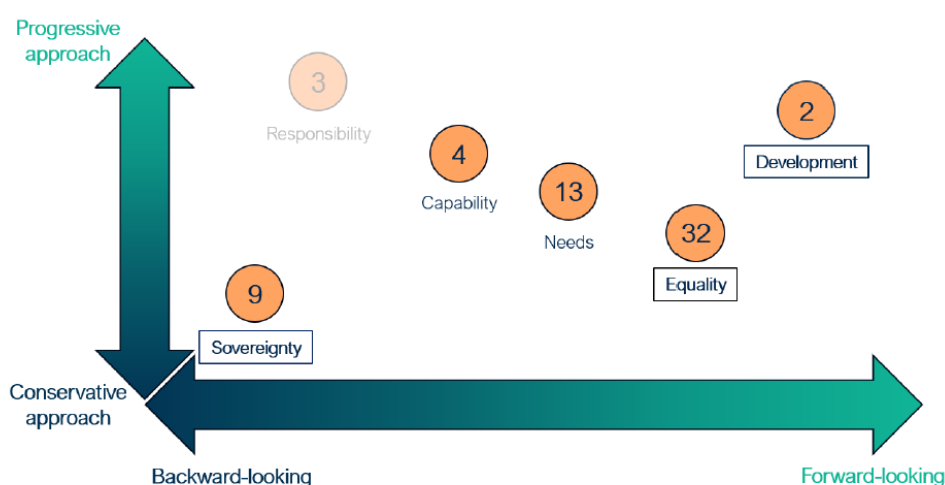 Progressive
approach
3
Responsibility
2
Development
4
Capability
13
Needs
32
Equality
9
Sovereignty
Conservative
approach
Backward-looking
Forward-looking